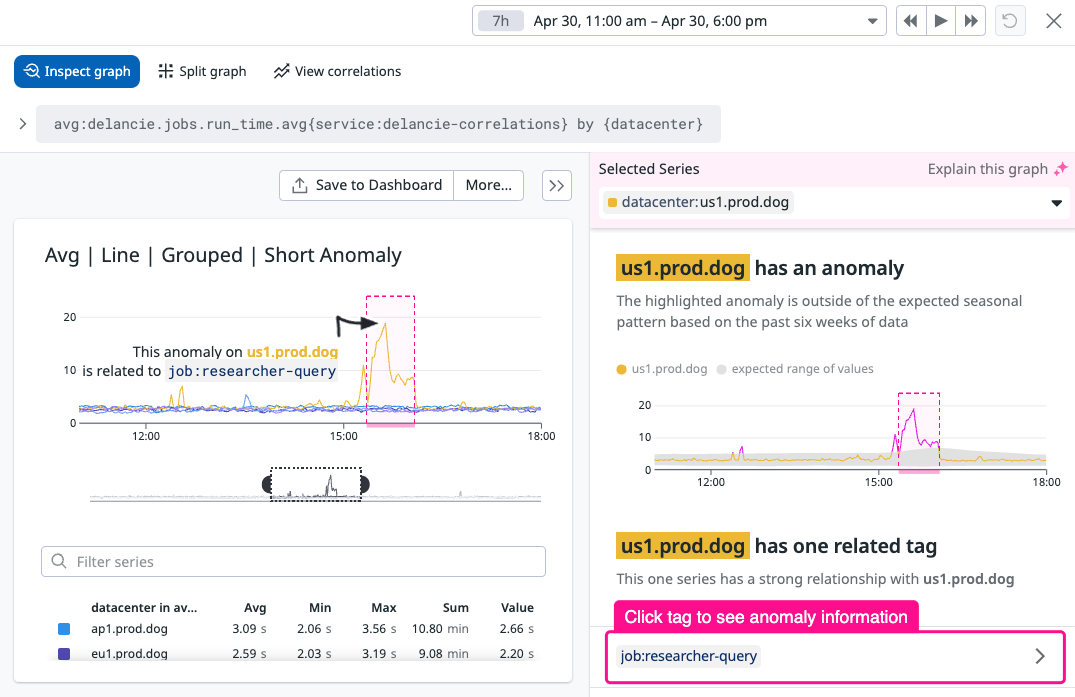 7h Apr 30, 11:00 am – Apr 30, 6:00 pm
Inspect graph Split graph View correlations
avg:delancie.jobs.run_time.avg{service:delancie-correlations} by {datacenter}
Save to Dashboard More...
Avg | Line | Grouped | Short Anomaly
20
10
0
This anomaly on us1.prod.dog
is related to job:researcher-query
12:00 15:00 18:00
Filter series
datacenter in av... Avg Min Max Sum Value
ap1.prod.dog 3.09 s 2.06 s 3.56 s 10.80 min 2.66 s
eu1.prod.dog 2.59 s 2.03 s 3.19 s 9.08 min 2.20 s
Selected Series Explain this graph
datacenter:us1.prod.dog
us1.prod.dog has an anomaly
The highlighted anomaly is outside of the expected seasonal
pattern based on the past six weeks of data
us1.prod.dog expected range of values
20
10
0
12:00 15:00 18:00
us1.prod.dog has one related tag
This one series has a strong relationship with us1.prod.dog
Click tag to see anomaly information
job:researcher-query